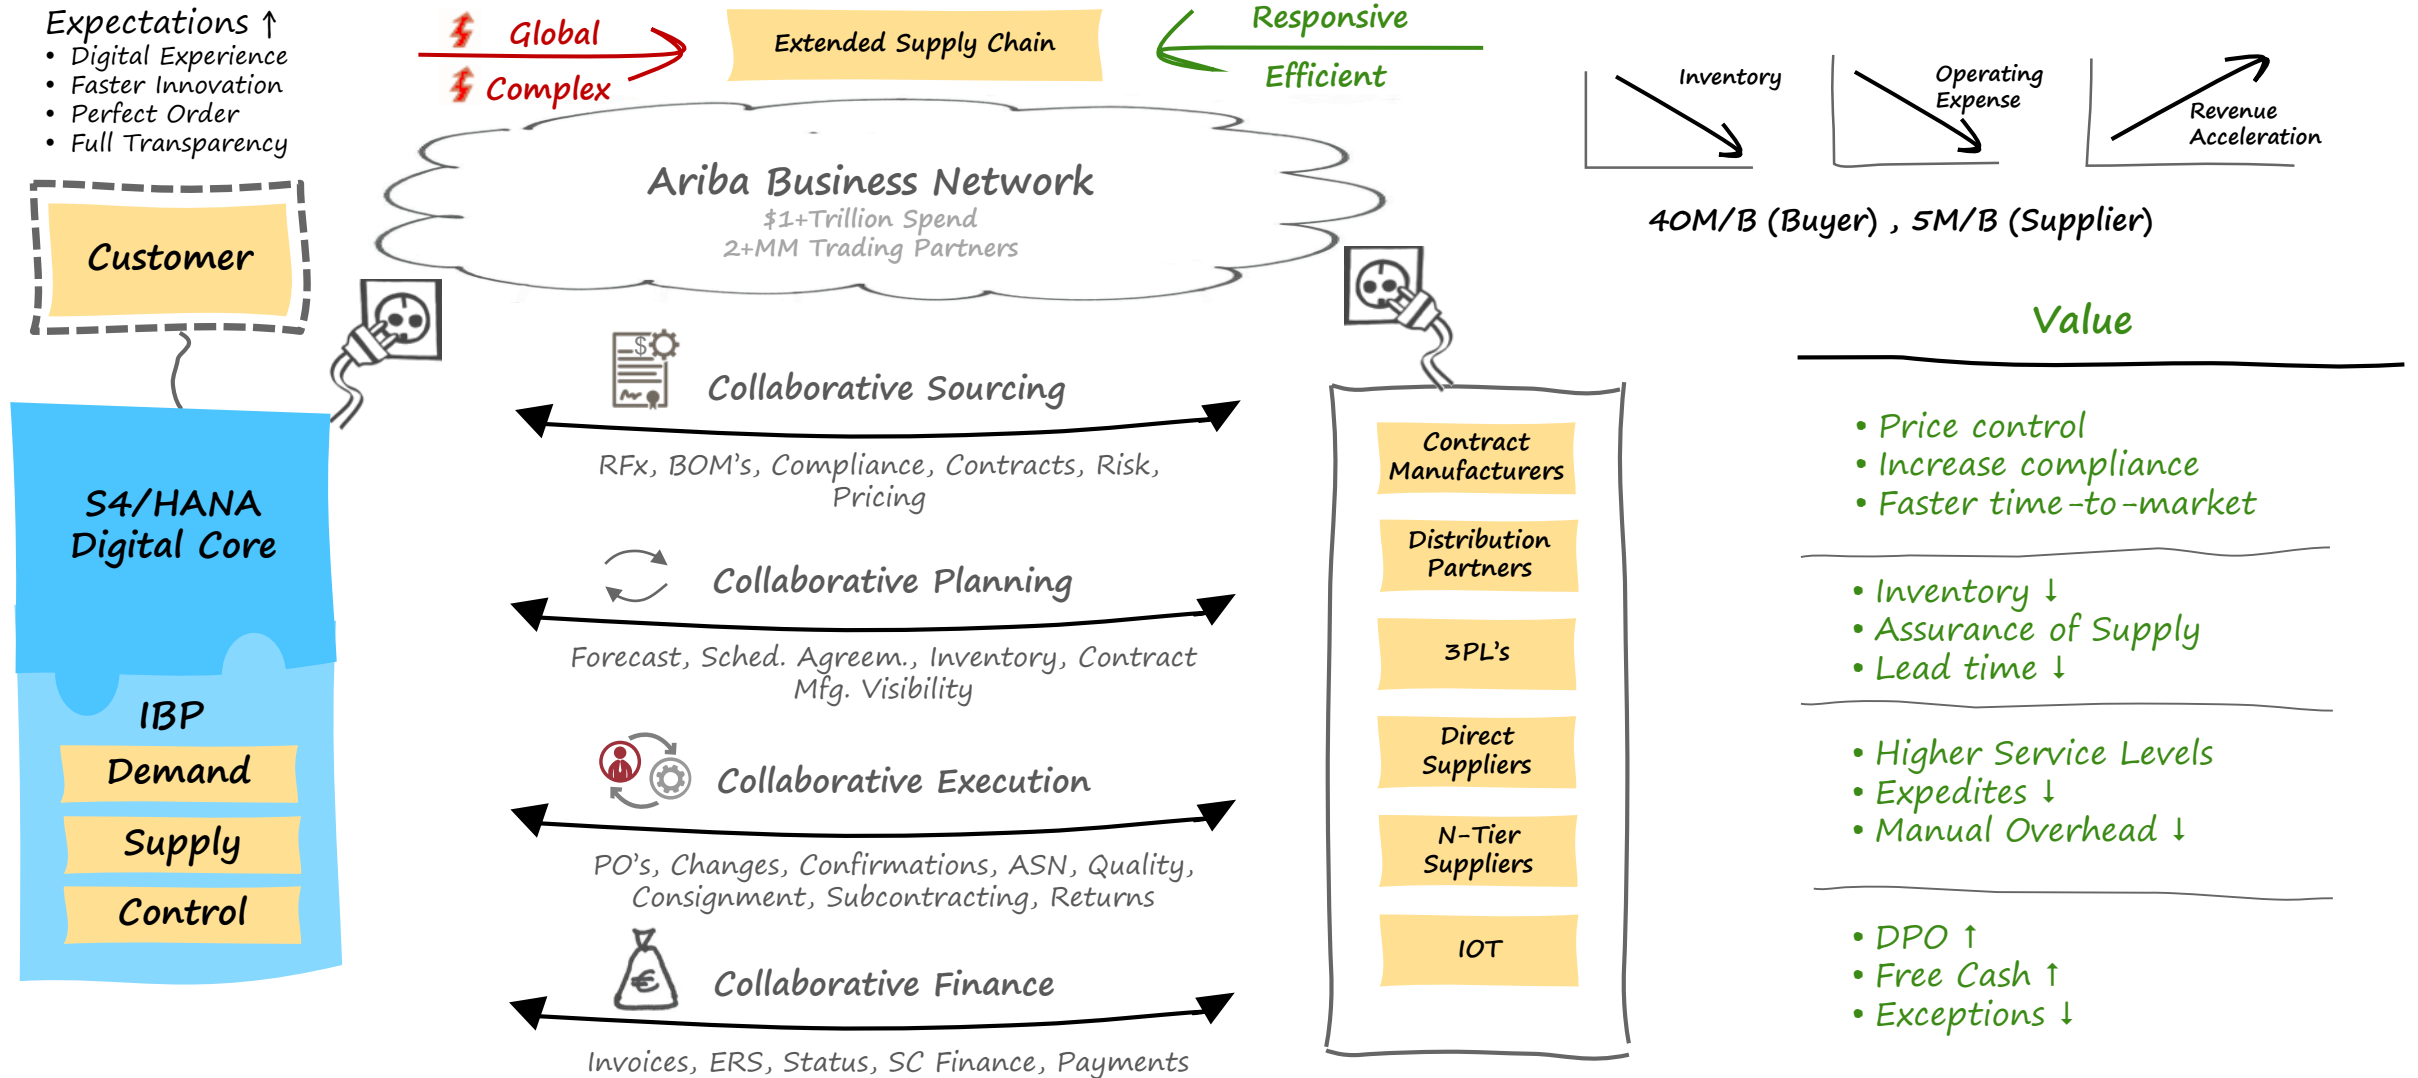 Expectations ↑
• Digital Experience
• Faster Innovation
• Perfect Order
• Full Transparency
Global
Complex
Extended Supply Chain
Responsive
Efficient
Inventory
Operating
Expense
Revenue
Acceleration
40M/B (Buyer) , 5M/B (Supplier)
Ariba Business Network
$1+Trillion Spend
2+MM Trading Partners
Customer
S4/HANA
Digital Core
IBP
Demand
Supply
Control
$
Collaborative Sourcing
RFx, BOM's, Compliance, Contracts, Risk,
Pricing
Collaborative Planning
Forecast, Sched. Agreem., Inventory, Contract
Mfg. Visibility
Collaborative Execution
PO's, Changes, Confirmations, ASN, Quality,
Consignment, Subcontracting, Returns
€
Collaborative Finance
Invoices, ERS, Status, SC Finance, Payments
Contract
Manufacturers
Distribution
Partners
3PL's
Direct
Suppliers
N-Tier
Suppliers
IOT
Value
• Price control
• Increase compliance
• Faster time-to-market
• Inventory ↓
• Assurance of Supply
• Lead time ↓
• Higher Service Levels
• Expedites ↓
• Manual Overhead ↓
• DPO ↑
• Free Cash ↑
• Exceptions ↓